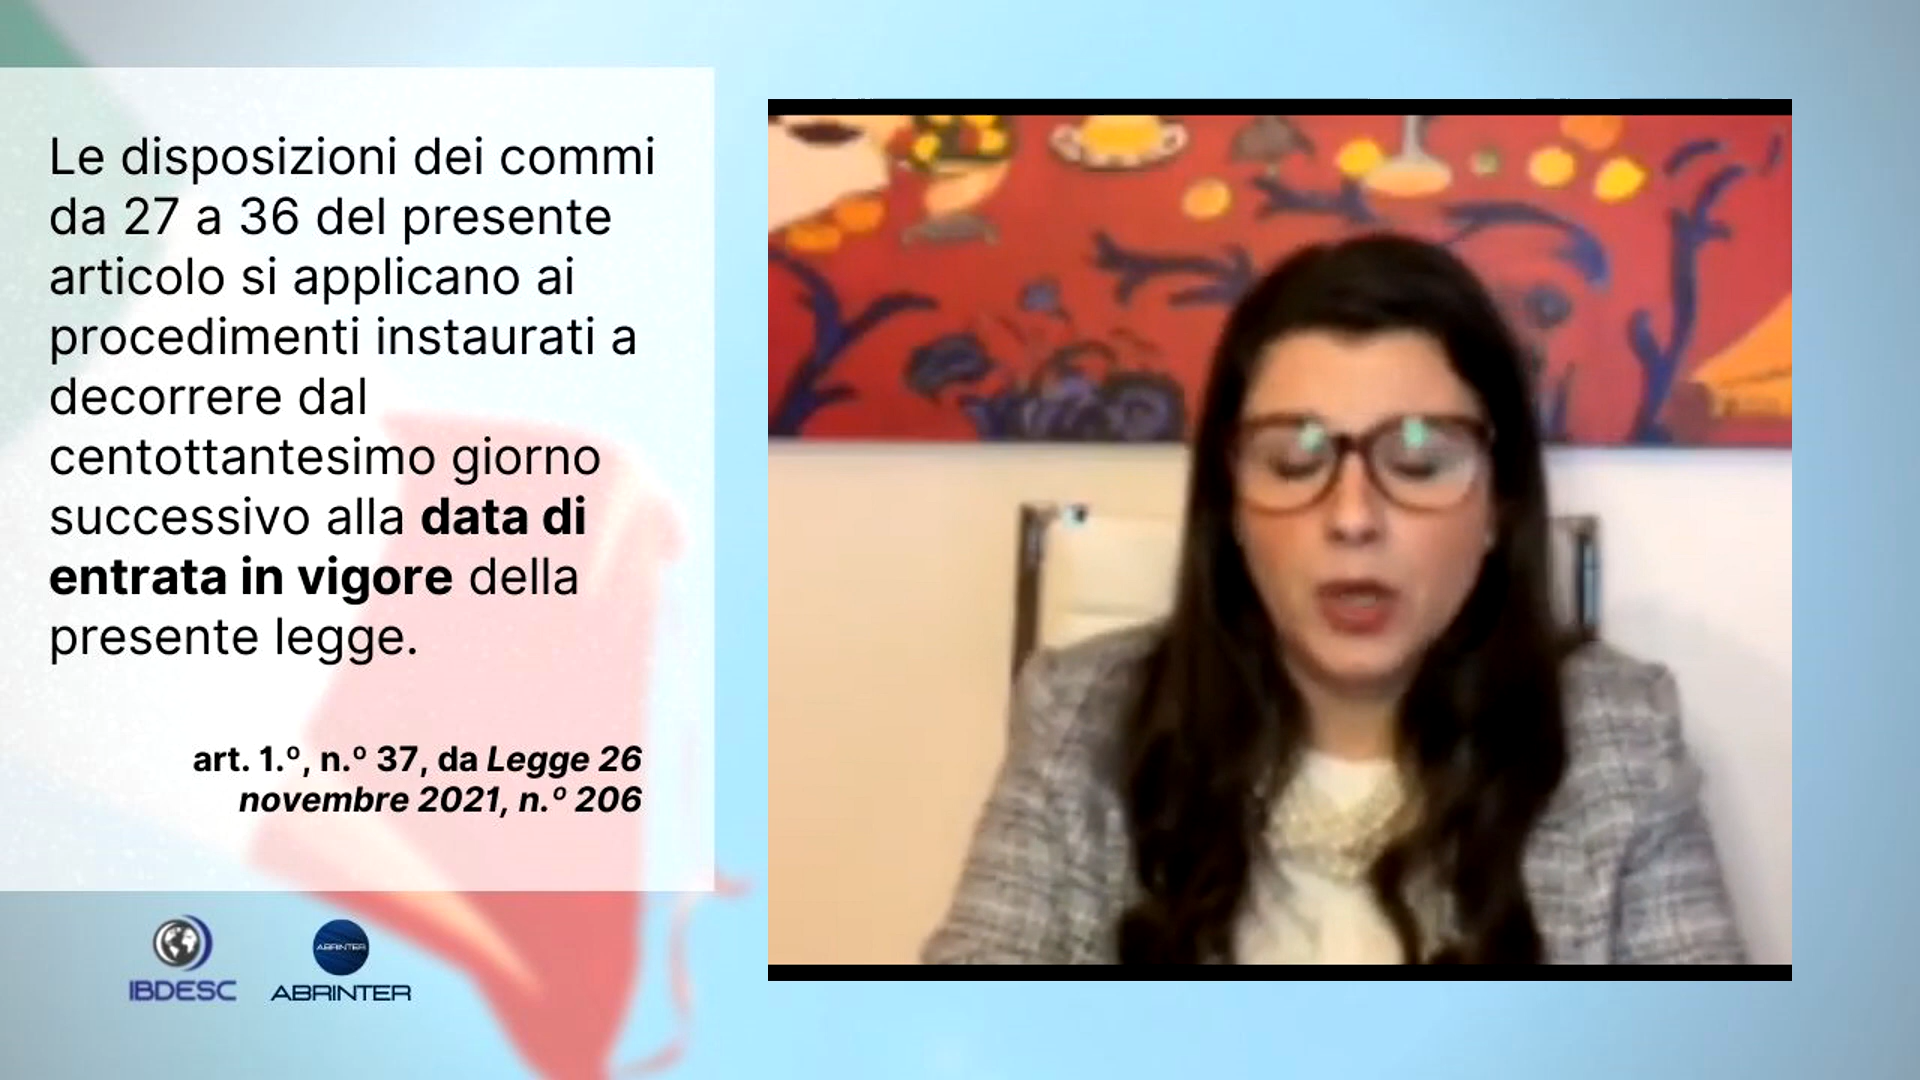 Le disposizioni dei commi
da 27 a 36 del presente
articolo si applicano ai
procedimenti instaurati a
decorrere dal
centottantesimo giorno
successivo alla data di
entrata in vigore della
presente legge.
art. 1.º, n.º 37, da Legge 26
novembre 2021, n.º 206
IBDESC
ABRINTER
ABRINTER